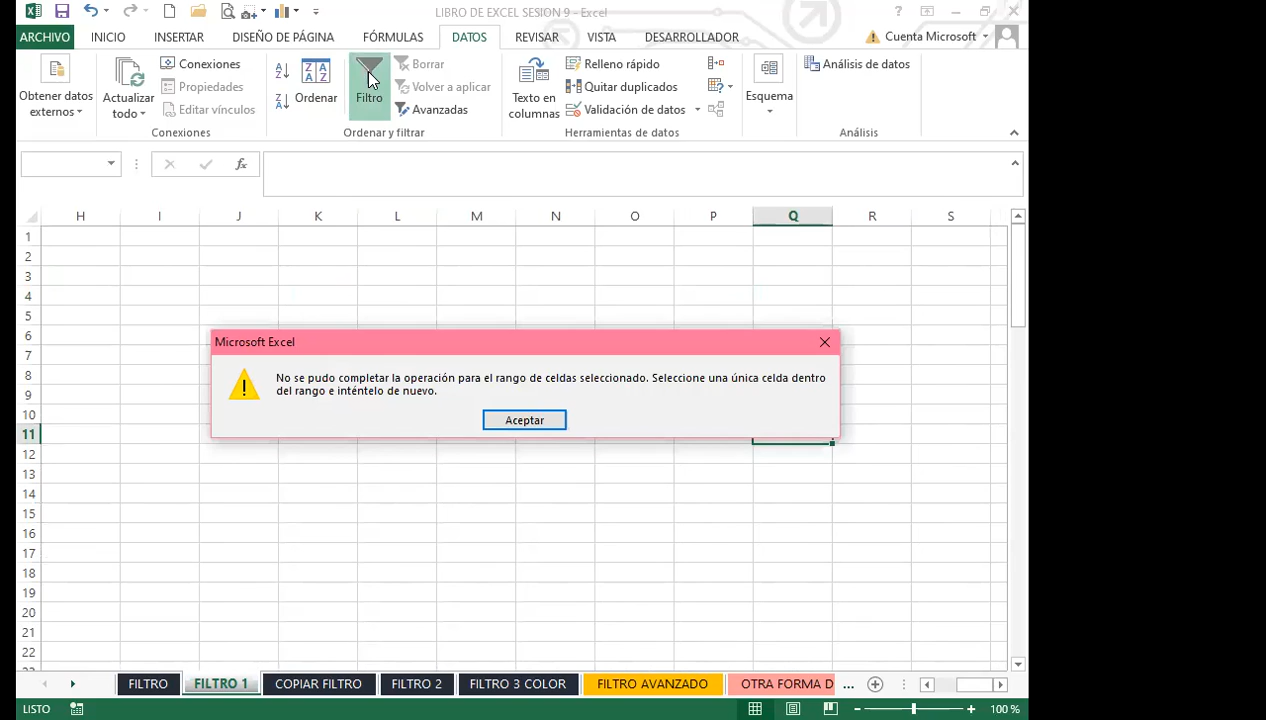 LIBRO DE EXCEL SESION 9 - Excel
ARCHIVO INICIO INSERTAR DISEÑO DE PÁGINA FÓRMULAS DATOS REVISAR VISTA DESARROLLADOR Cuenta Microsoft
Obtener datos externos
Actualizar todo
Conexiones
Propiedades
Editar vínculos
Conexiones
Ordenar
Filtro
Borrar
Volver a aplicar
Avanzadas
Ordenar y filtrar
Texto en columnas
Relleno rápido
Quitar duplicados
Validación de datos
Herramientas de datos
Esquema
Análisis de datos
Análisis
fx
H I J K L M N O P Q R S
1
2
3
4
5
6
7
8
9
10
11
12
13
14
15
16
17
18
19
20
21
22
Microsoft Excel
No se pudo completar la operación para el rango de celdas seleccionado. Seleccione una única celda dentro
del rango e inténtelo de nuevo.
Aceptar
FILTRO FILTRO 1 COPIAR FILTRO FILTRO 2 FILTRO 3 COLOR FILTRO AVANZADO OTRA FORMA D ...
LISTO 100 %